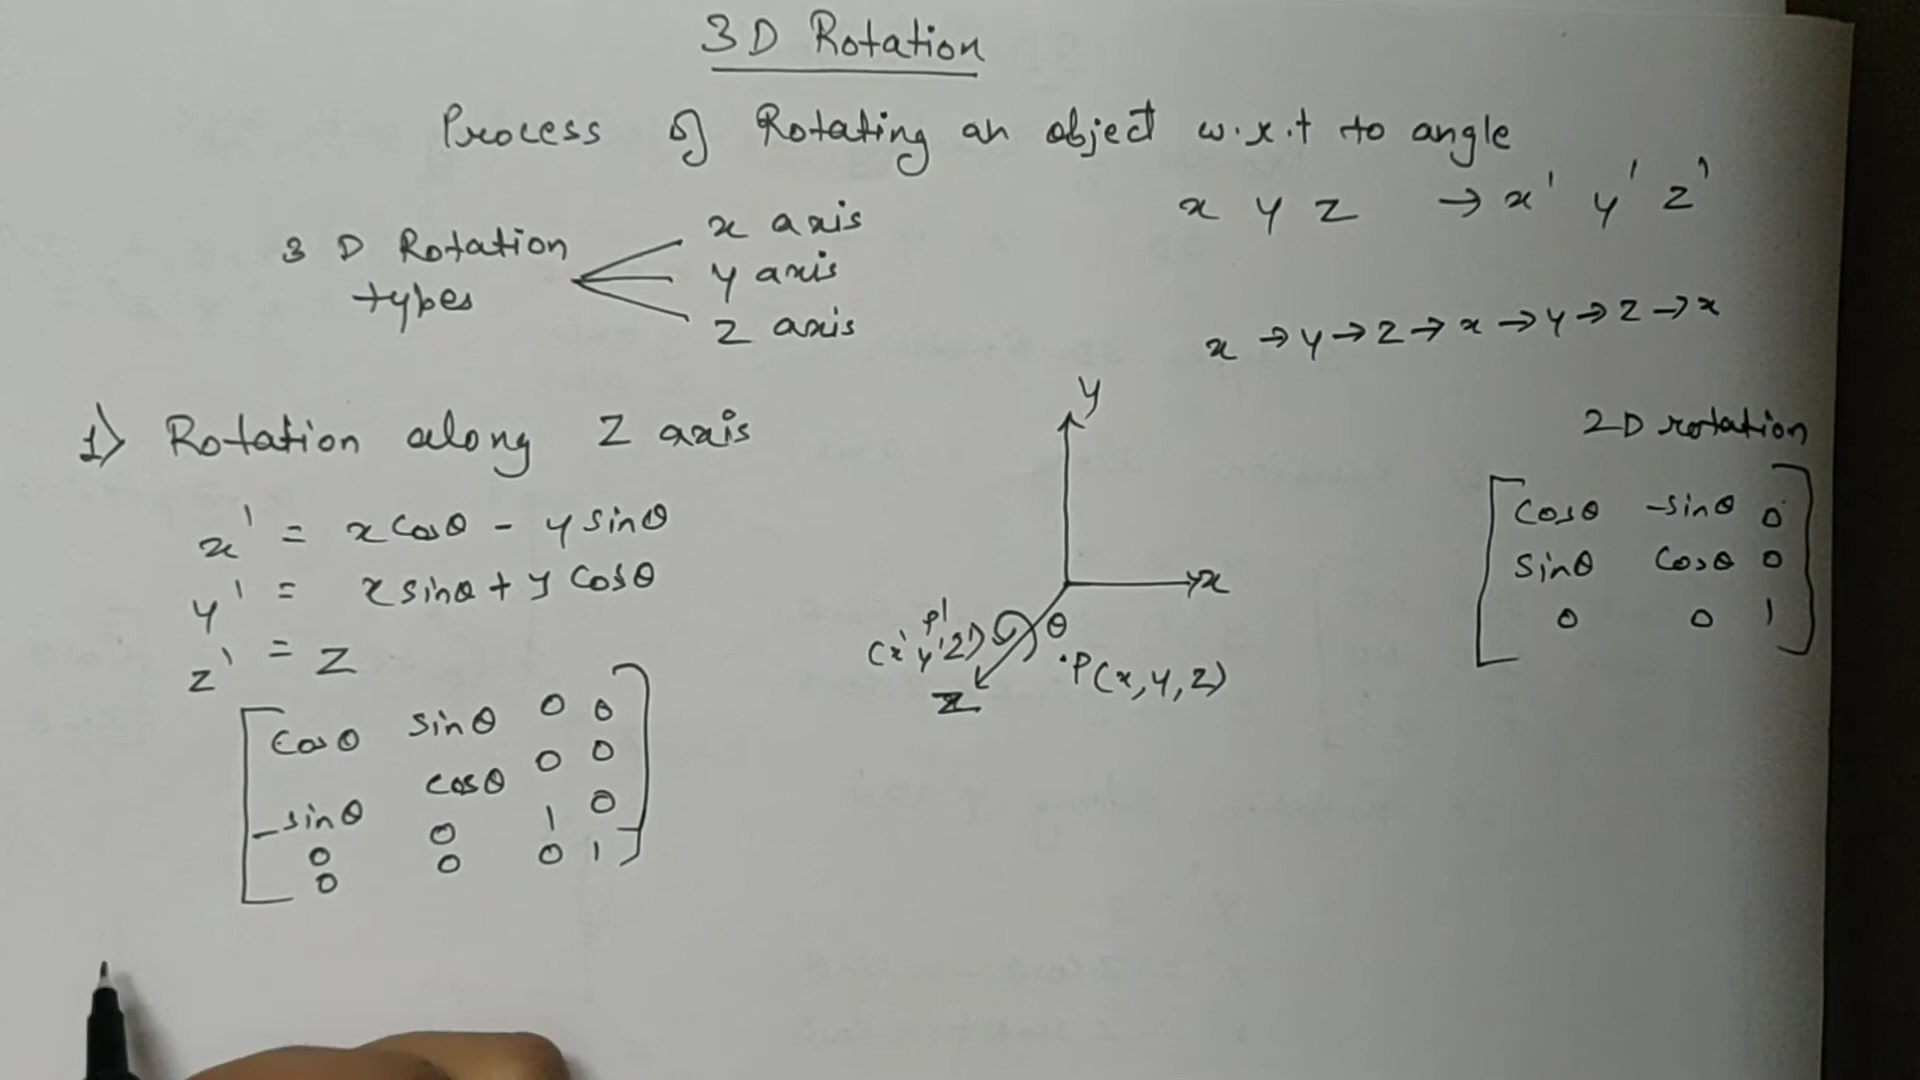 3D Rotation
Process of Rotating an object w.r.t to angle
x y z → x' y' z'
3 D Rotation types
x axis
y axis
z axis
x → y → z → x → y → z → x
1) Rotation along Z axis
x' = x cosθ - y sinθ
y' = x sinθ + y cosθ
z' = z
cosθ sinθ 0 0
-sinθ cosθ 0 0
0 0 1 0
0 0 0 1
y
x
θ
p'
(x' y' z')
P(x, y, z)
z
2D rotation
cosθ -sinθ 0
sinθ cosθ 0
0 0 1